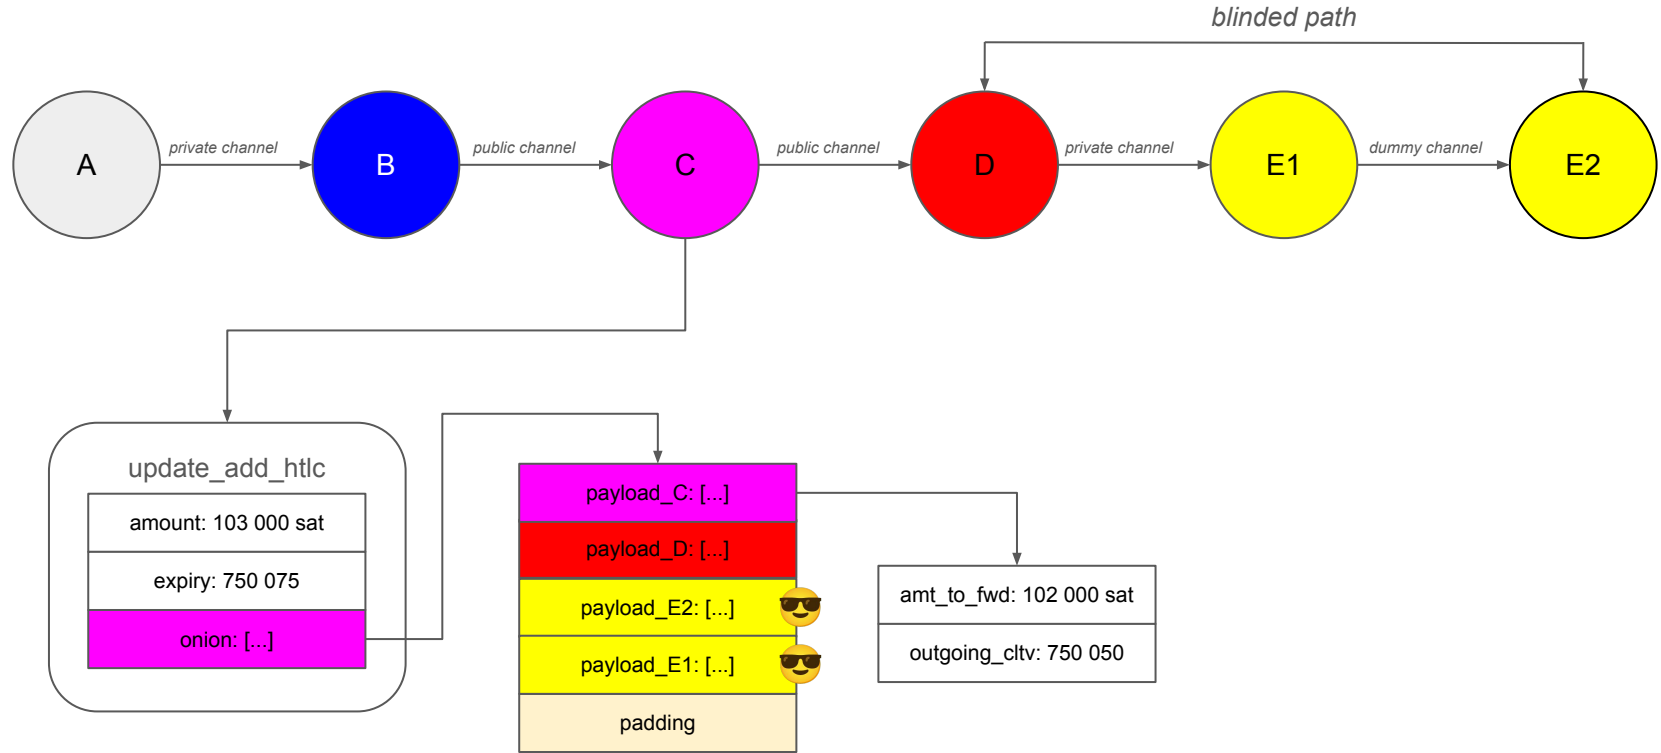 blinded path
A
private channel
B
public channel
C
public channel
D
private channel
E1
dummy channel
E2
update_add_htlc
amount: 103 000 sat
expiry: 750 075
onion: [...]
payload_C: [...]
payload_D: [...]
payload_E2: [...]
payload_E1: [...]
padding
amt_to_fwd: 102 000 sat
outgoing_cltv: 750 050